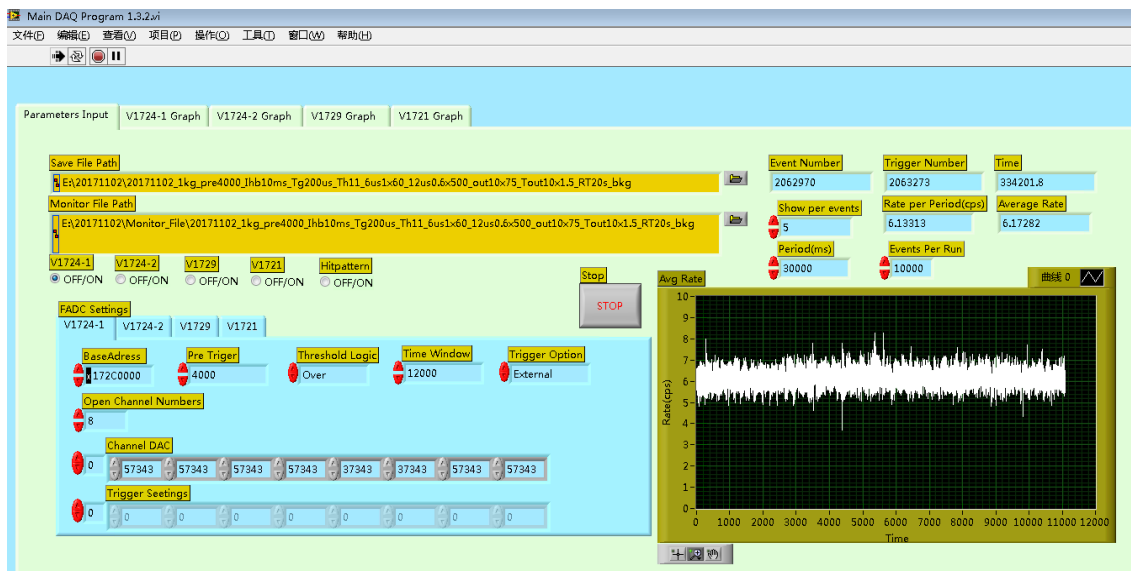 Main DAQ Program 1.3.2.vi
文件(F) 编辑(E) 查看(V) 项目(P) 操作(O) 工具(T) 窗口(W) 帮助(H)
Parameters Input V1724-1 Graph V1724-2 Graph V1729 Graph V1721 Graph
Save File Path
E:\20171102\20171102_1kg_pre4000_Ihb10ms_Tg200us_Th11_6us1x60_12us0.6x500_out10x75_Tout10x1.5_RT20s_bkg
Monitor File Path
E:\20171102\Monitor_File\20171102_1kg_pre4000_Ihb10ms_Tg200us_Th11_6us1x60_12us0.6x500_out10x75_Tout10x1.5_RT20s_bkg
Event Number Trigger Number Time
2062970 2063273 334201.8
Show per events Rate per Period(cps) Average Rate
5 6.13313 6.17282
Period(ms) Events Per Run
30000 10000
V1724-1 V1724-2 V1729 V1721 Hitpattern
OFF/ON OFF/ON OFF/ON OFF/ON OFF/ON
Stop
STOP
FADC Settings
V1724-1 V1724-2 V1729 V1721
BaseAdress Pre Triger Threshold Logic Time Window Trigger Option
x172C0000 4000 Over 12000 External
Open Channel Numbers
8
Channel DAC
0 57343 57343 57343 57343 37343 37343 57343 57343
Trigger Seetings
0 0 0 0 0 0 0 0 0
Avg Rate 曲线 0
10
9
8
7
6
5
4
3
2
1
0
Rate(cps)
0 1000 2000 3000 4000 5000 6000 7000 8000 9000 10000 11000 12000
Time